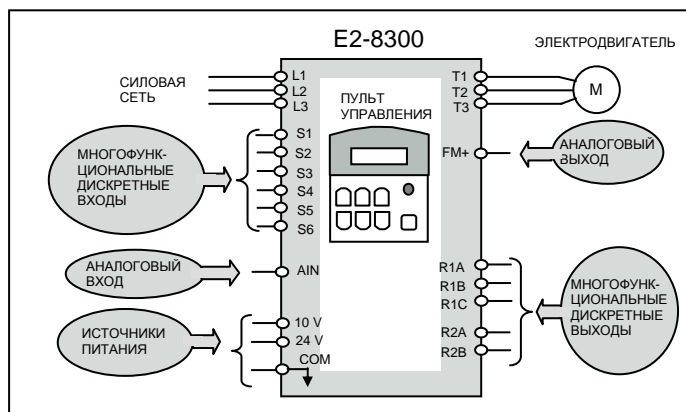 E2-8300
ЭЛЕКТРОДВИГАТЕЛЬ
СИЛОВАЯ
СЕТЬ
L1
L2
L3
ПУЛЬТ
УПРАВЛЕНИЯ
T1
T2
T3
М
МНОГОФУНК-
ЦИОНАЛЬНЫЕ
ДИСКРЕТНЫЕ
ВХОДЫ
S1
S2
S3
S4
S5
S6
FM+
АНАЛОГОВЫЙ
ВЫХОД
АНАЛОГОВЫЙ
ВХОД
AIN
ИСТОЧНИКИ
ПИТАНИЯ
10 V
24 V
COM
R1A
R1B
R1C
R2A
R2B
МНОГОФУНК-
ЦИОНАЛЬНЫЕ
ДИСКРЕТНЫЕ
ВЫХОДЫ